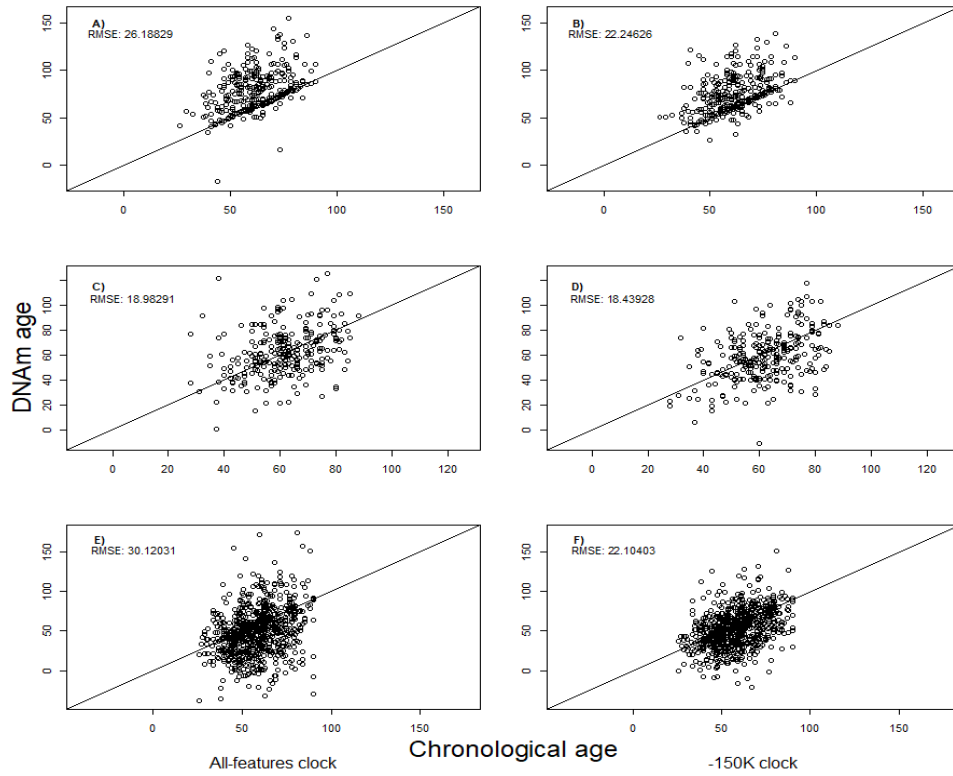 A)
RMSE: 26.18829
150
100
50
0
0 50 100 150
B)
RMSE: 22.24626
150
100
50
0
0 50 100 150
C)
RMSE: 18.98291
100
80
60
40
20
0
0 20 40 60 80 100 120
D)
RMSE: 18.43928
100
80
60
40
20
0
0 20 40 60 80 100 120
E)
RMSE: 30.12031
150
100
50
0
0 50 100 150
F)
RMSE: 22.10403
150
100
50
0
0 50 100 150
DNAm age
Chronological age
All-features clock
-150K clock